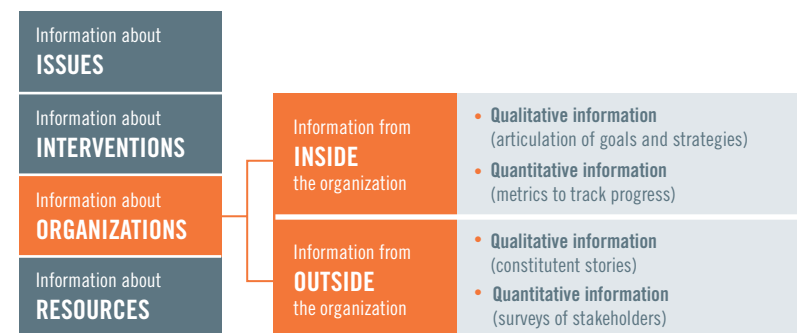 Information about
ISSUES
Information about
INTERVENTIONS
Information about
ORGANIZATIONS
Information about
RESOURCES
Information from
INSIDE
the organization
• Qualitative information
(articulation of goals and strategies)
• Quantitative information
(metrics to track progress)
Information from
OUTSIDE
the organization
• Qualitative information
(constitutent stories)
• Quantitative information
(surveys of stakeholders)